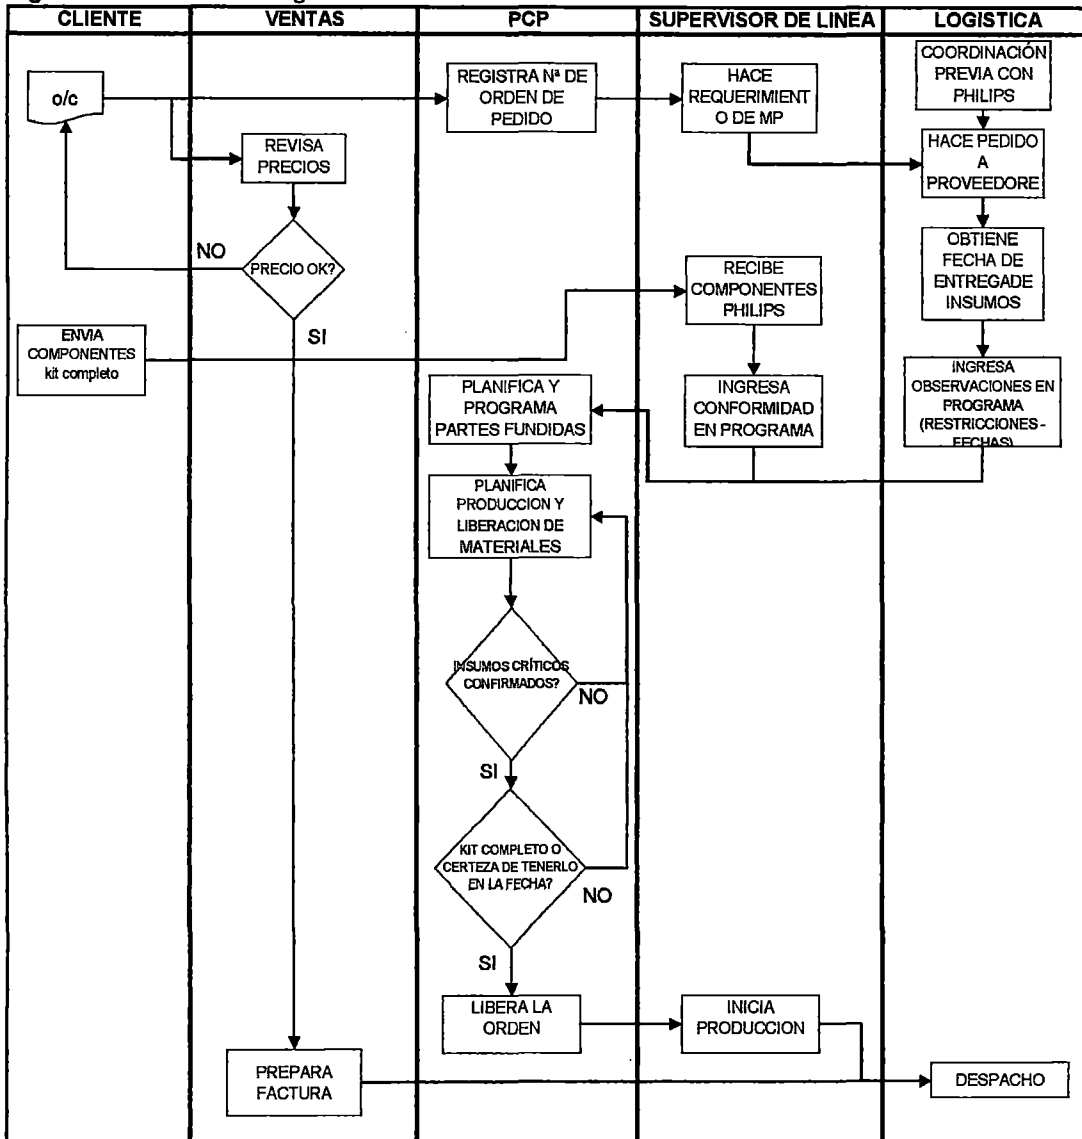 CLIENTE
VENTAS
PCP
SUPERVISOR DE LINEA
LOGISTICA
o/c
REVISA
PRECIOS
REGISTRA Nª DE
ORDEN DE
PEDIDO
HACE
REQUERIMIENT
O DE MP
COORDINACIÓN
PREVIA CON
PHILIPS
HACE PEDIDO
A
PROVEEDORE
NO
PRECIO OK?
SI
OBTIENE
FECHA DE
ENTREGADE
INSUMOS
RECIBE
COMPONENTES
PHILIPS
ENVIA
COMPONENTES
kit completo
PLANIFICA Y
PROGRAMA
PARTES FUNDIDAS
INGRESA
CONFORMIDAD
EN PROGRAMA
INGRESA
OBSERVACIONES EN
PROGRAMA
(RESTRICCIONES -
FECHAS)
PLANIFICA
PRODUCCION Y
LIBERACION DE
MATERIALES
INSUMOS CRÍTICOS
CONFIRMADOS?
NO
SI
KIT COMPLETO O
CERTEZA DE TENERLO
EN LA FECHA?
NO
SI
LIBERA LA
ORDEN
INICIA
PRODUCCION
PREPARA
FACTURA
DESPACHO